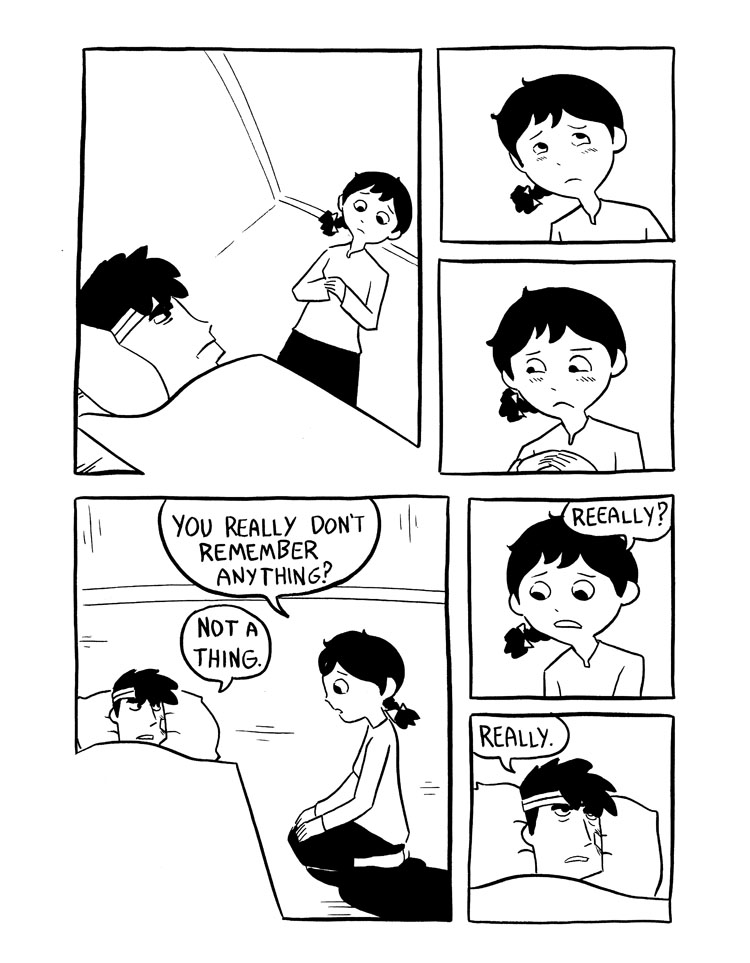 YOU REALLY DON'T
REMEMBER
ANYTHING?
NOT A
THING.
REEALLY?
REALLY.